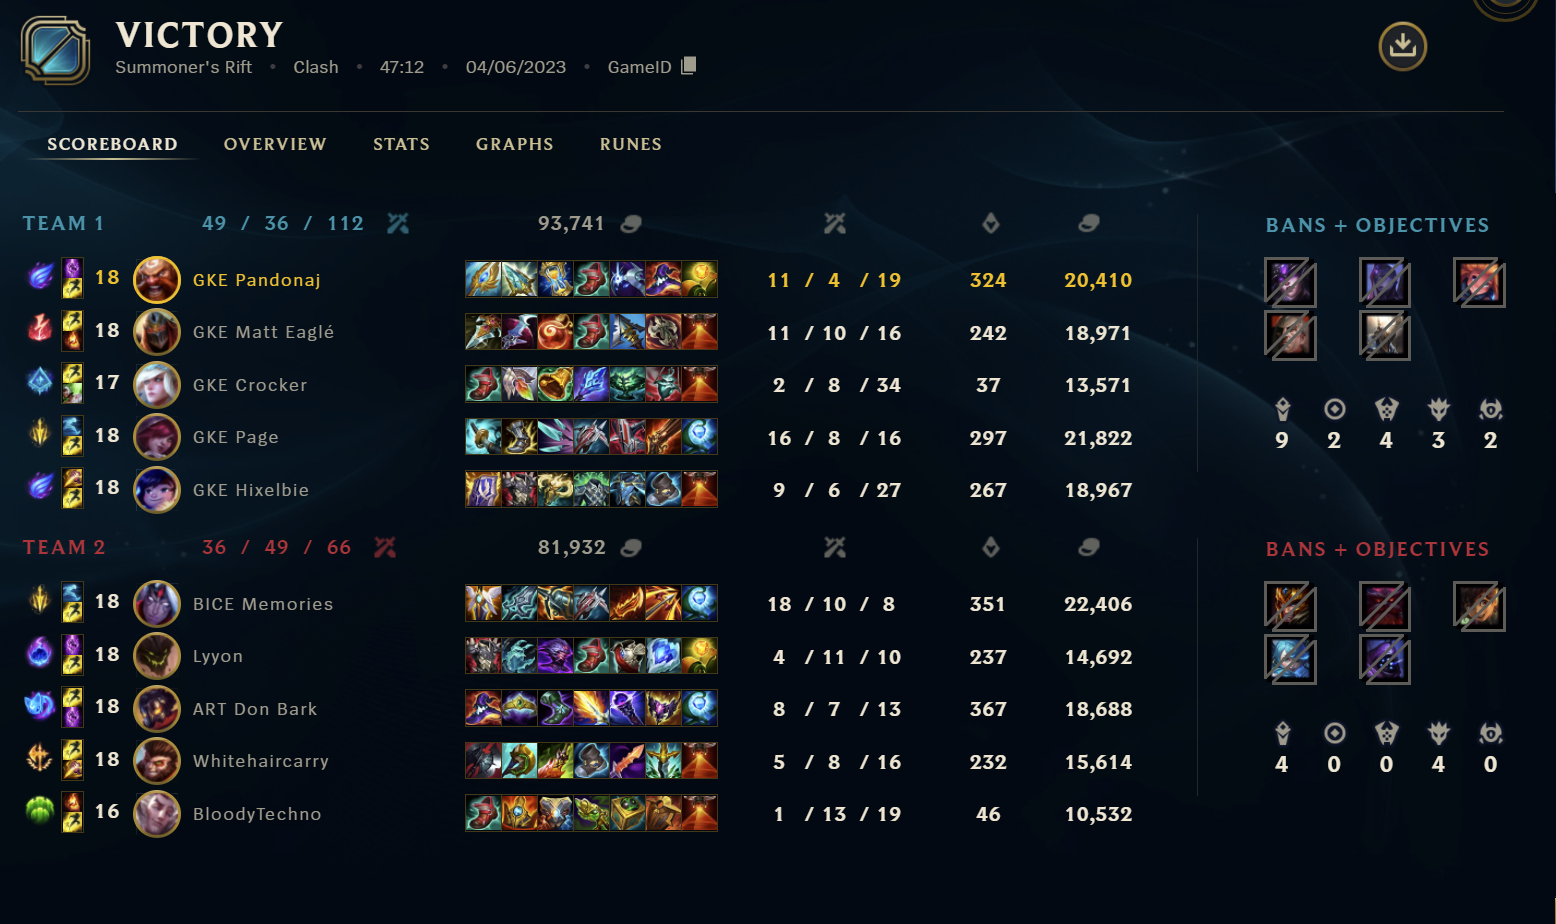 VICTORY
Summoner's Rift • Clash • 47:12 • 04/06/2023 • GameID
SCOREBOARD OVERVIEW STATS GRAPHS RUNES
TEAM 1 49 / 36 / 112 93,741 BANS + OBJECTIVES
18 GKE Pandonaj 11 / 4 / 19 324 20,410
18 GKE Matt Eaglé 11 / 10 / 16 242 18,971
17 GKE Crocker 2 / 8 / 34 37 13,571
18 GKE Page 16 / 8 / 16 297 21,822
9 2 4 3 2
18 GKE Hixelbie 9 / 6 / 27 267 18,967
TEAM 2 36 / 49 / 66 81,932 BANS + OBJECTIVES
18 BICE Memories 18 / 10 / 8 351 22,406
18 Lyyon 4 / 11 / 10 237 14,692
18 ART Don Bark 8 / 7 / 13 367 18,688
18 Whitehaircarry 5 / 8 / 16 232 15,614
4 0 0 4 0
16 BloodyTechno 1 / 13 / 19 46 10,532